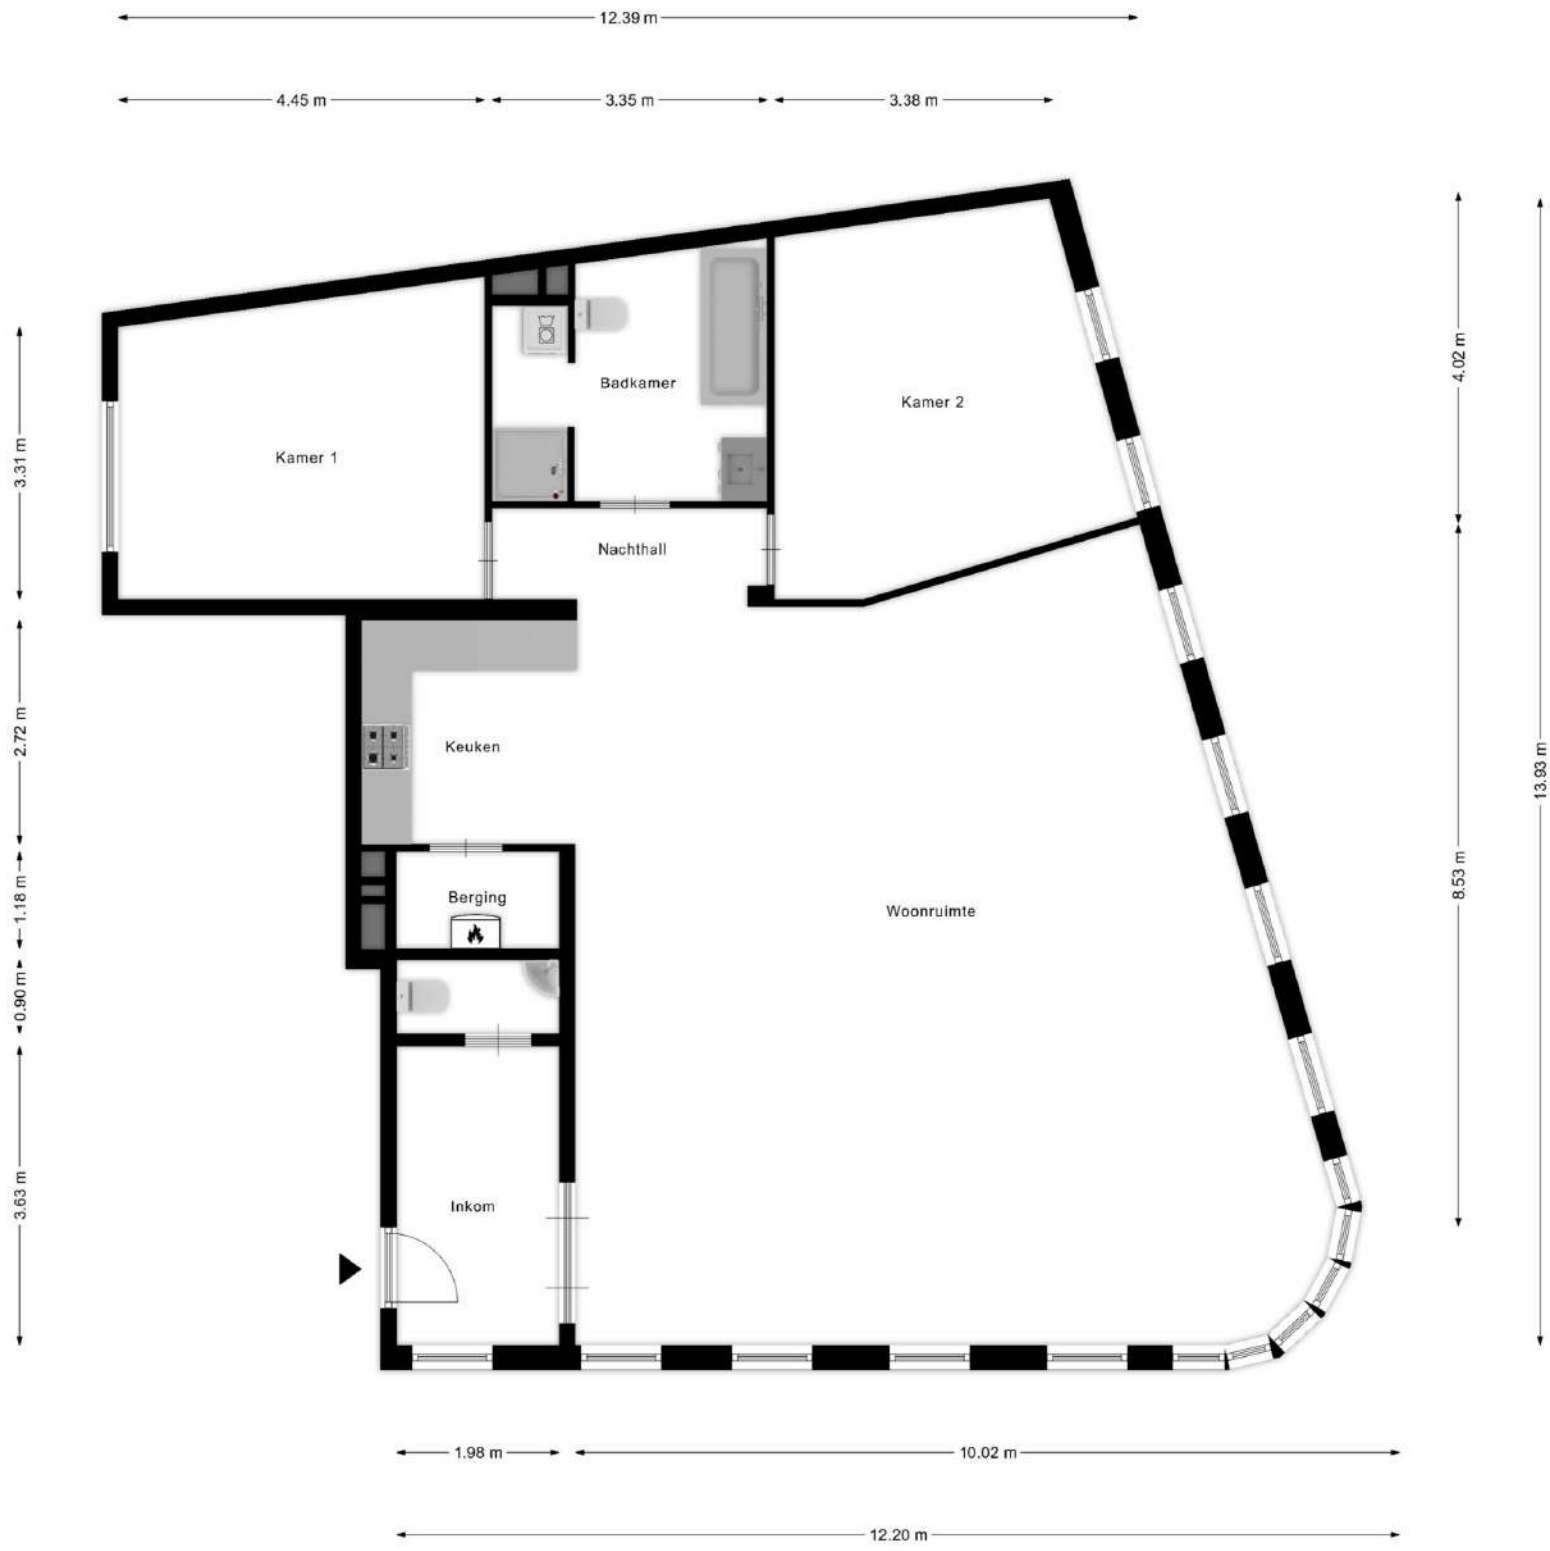 12.39 m
4.45 m
3.35 m
3.38 m
4.02 m
3.31 m
Badkamer
Kamer 2
Kamer 1
Nachthall
2.72 m
Keuken
13.93 m
8.53 m
1.18 m
Berging
Woonruimte
0.90 m
3.63 m
Inkom
1.98 m
10.02 m
12.20 m